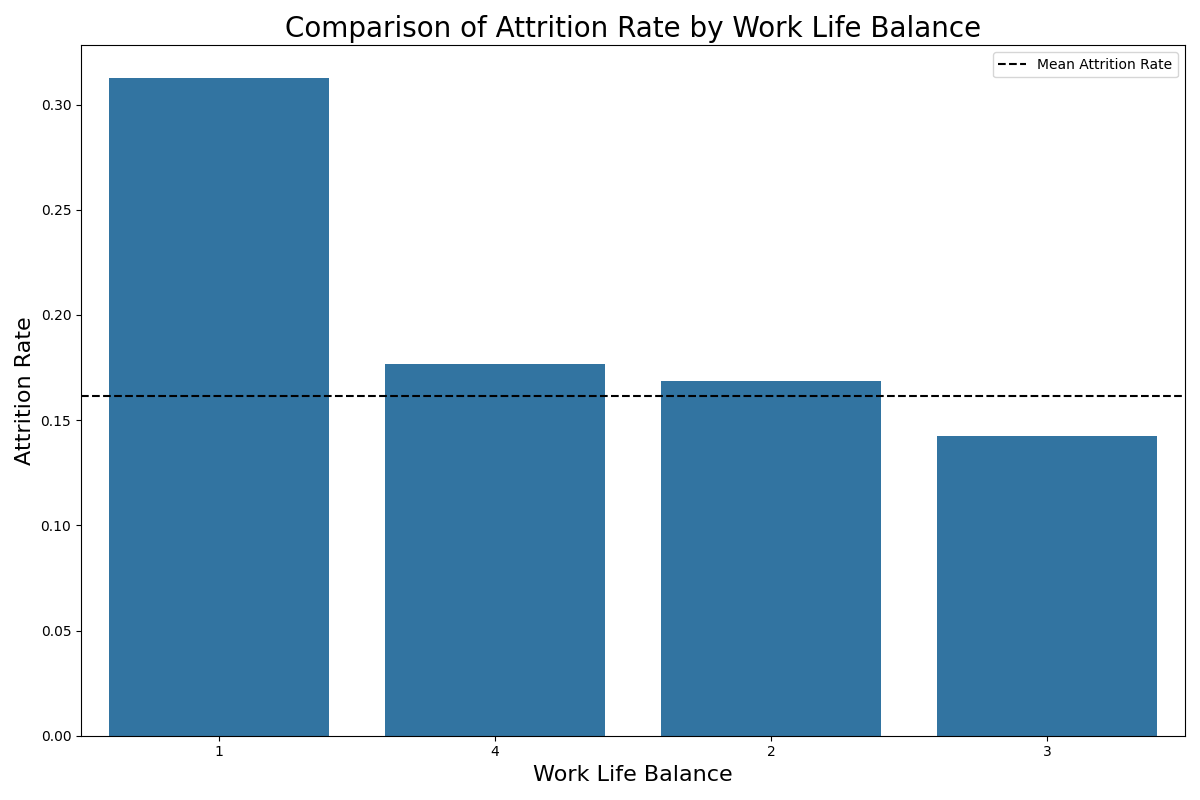 Comparison of Attrition Rate by Work Life Balance
Mean Attrition Rate
0.30
0.25
0.20
0.15
0.10
0.05
0.00
Attrition Rate
1 4 2 3
Work Life Balance